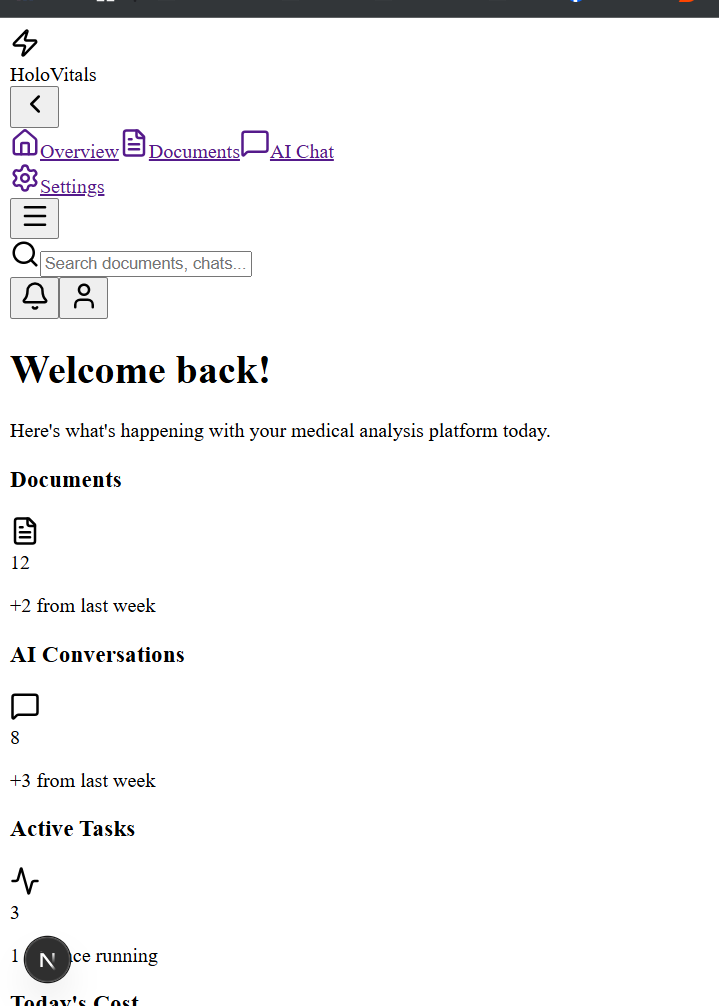 HoloVitals
Overview Documents AI Chat
Settings
Search documents, chats...
Welcome back!
Here's what's happening with your medical analysis platform today.
Documents
12
+2 from last week
AI Conversations
8
+3 from last week
Active Tasks
3
1 running
N
Today's Cost